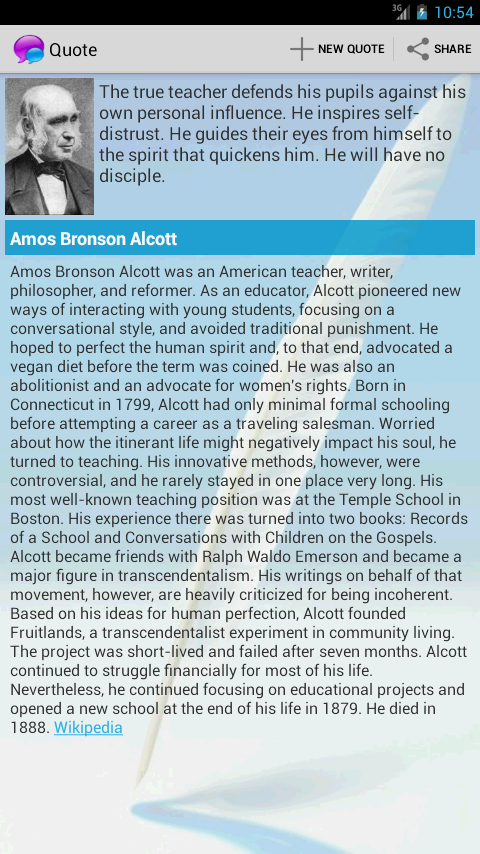 3G 10:54
Quote NEW QUOTE SHARE
The true teacher defends his pupils against his
own personal influence. He inspires self-
distrust. He guides their eyes from himself to
the spirit that quickens him. He will have no
disciple.
Amos Bronson Alcott
Amos Bronson Alcott was an American teacher, writer,
philosopher, and reformer. As an educator, Alcott pioneered new
ways of interacting with young students, focusing on a
conversational style, and avoided traditional punishment. He
hoped to perfect the human spirit and, to that end, advocated a
vegan diet before the term was coined. He was also an
abolitionist and an advocate for women's rights. Born in
Connecticut in 1799, Alcott had only minimal formal schooling
before attempting a career as a traveling salesman. Worried
about how the itinerant life might negatively impact his soul, he
turned to teaching. His innovative methods, however, were
controversial, and he rarely stayed in one place very long. His
most well-known teaching position was at the Temple School in
Boston. His experience there was turned into two books: Records
of a School and Conversations with Children on the Gospels.
Alcott became friends with Ralph Waldo Emerson and became a
major figure in transcendentalism. His writings on behalf of that
movement, however, are heavily criticized for being incoherent.
Based on his ideas for human perfection, Alcott founded
Fruitlands, a transcendentalist experiment in community living.
The project was short-lived and failed after seven months. Alcott
continued to struggle financially for most of his life.
Nevertheless, he continued focusing on educational projects and
opened a new school at the end of his life in 1879. He died in
1888. Wikipedia